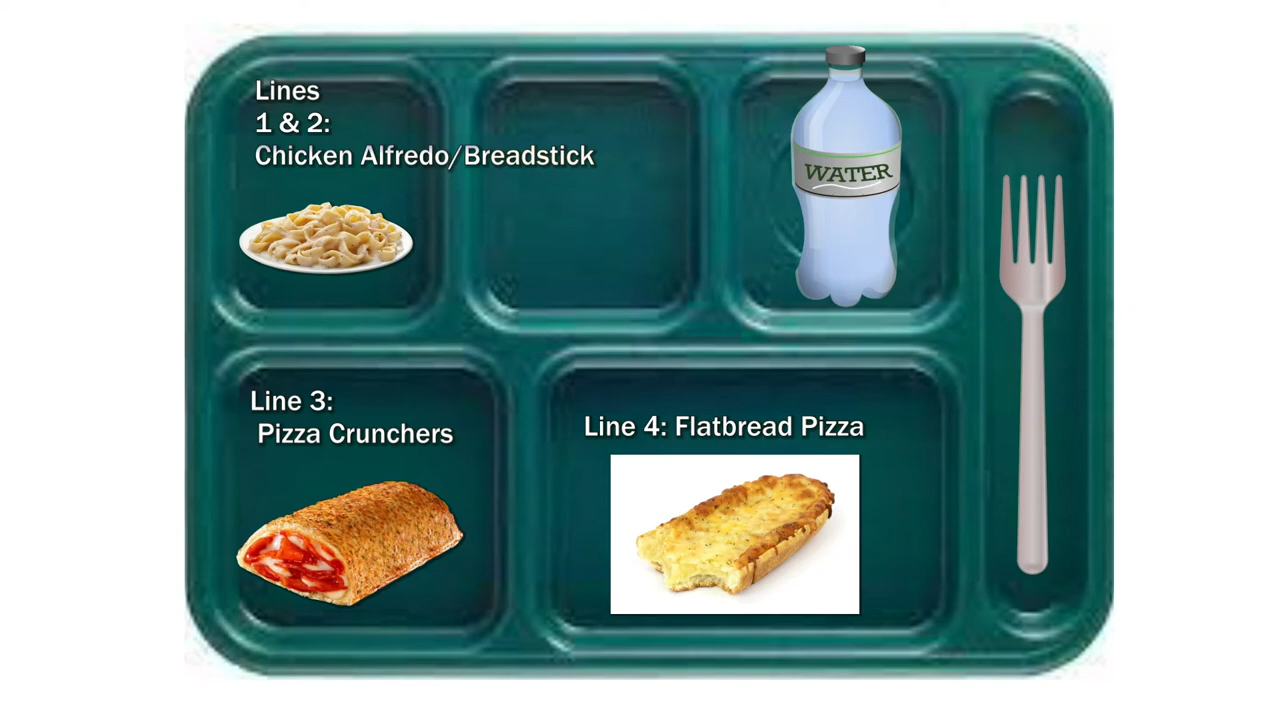 Lines
1 & 2:
Chicken Alfredo/Breadstick
WATER
Line 3:
Pizza Crunchers
Line 4: Flatbread Pizza